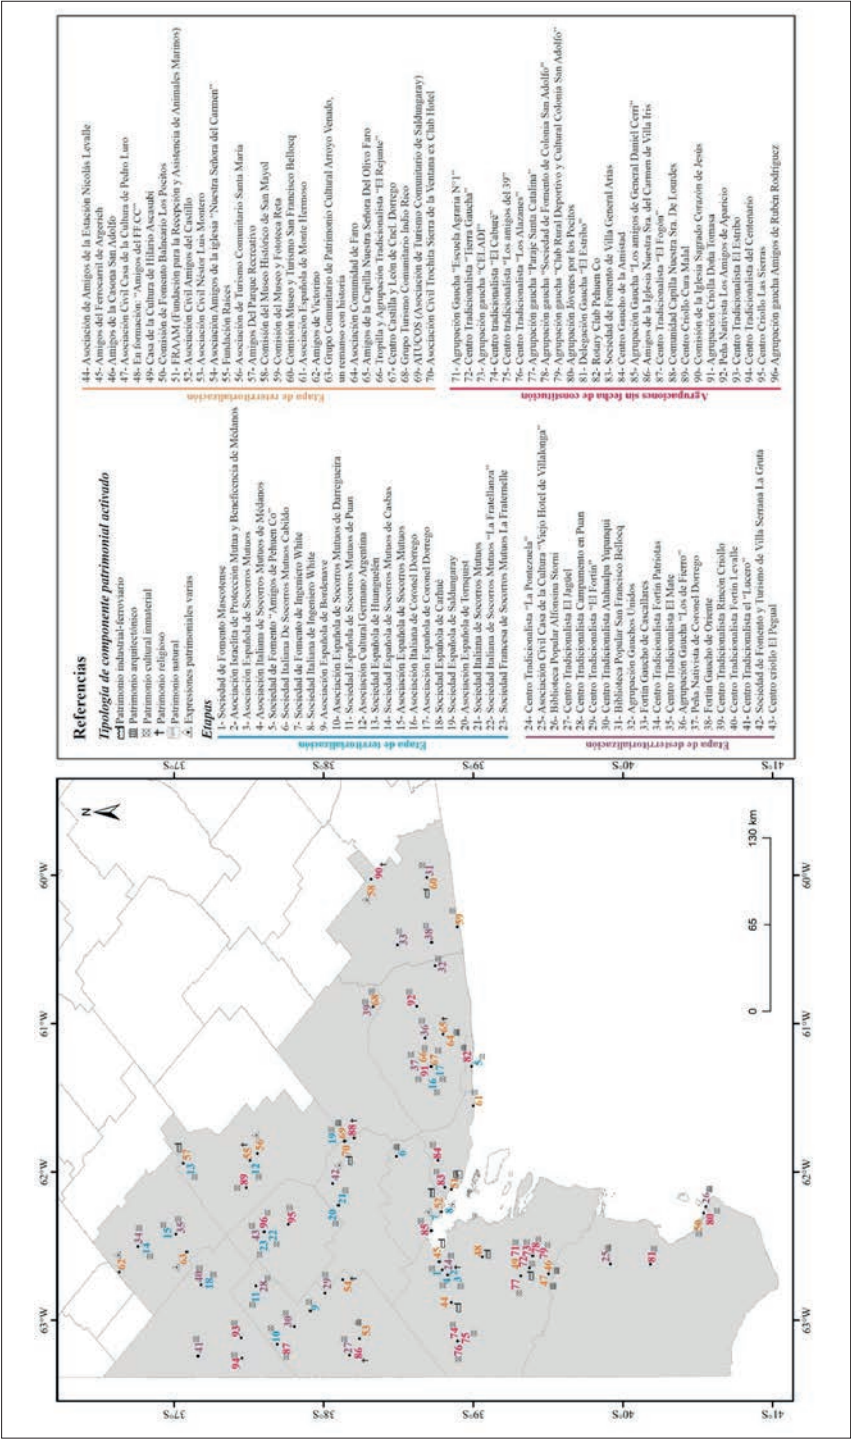 Referencias
Tipología de componente patrimonial activado
Patrimonio industrial-ferroviario
Patrimonio arquitectónico
Patrimonio cultural inmaterial
Patrimonio religioso
Patrimonio natural
Expresiones patrimoniales varias
Etapas
Etapa de territorialización
1- Sociedad de Fomento Mascotense
2- Asociación Israelita de Protección Mutua y Beneficencia de Médanos
3- Asociación Española de Socorros Mutuos
4- Asociación Italiana de Socorros Mutuos de Médanos
5- Sociedad de Fomento "Amigos de Pehuen Co"
6- Sociedad Italiana De Socorros Mutuos Cabildo
7- Sociedad de Fomento de Ingeniero White
8- Sociedad Italiana de Ingeniero White
9- Asociación Española de Bordenave
10- Asociación Española de Socorros Mutuos de Darregueira
11- Sociedad Española de Socorros Mutuos de Puan
12- Asociación Cultural Germano Argentina
13- Sociedad Española de Huanguelén
14- Sociedad Española de Socorros Mutuos de Casbas
15- Asociación Española de Socorros Mutuos
16- Asociación Italiana de Coronel Dorrego
17- Asociación Española de Coronel Dorrego
18- Sociedad Española de Carhué
19- Sociedad Española de Saldungaray
20- Asociación Española de Tornquist
21- Sociedad Italiana de Socorros Mutuos
22- Sociedad Italiana de Socorros Mutuos "La Fratellanza"
23- Sociedad Francesa de Socorros Mutuos La Fraternelle
Etapa de desterritorialización
24- Centro Tradicionalista "La Pontezuela"
25- Asociación Civil Casa de la Cultura "Viejo Hotel de Villalonga"
26- Biblioteca Popular Alfonsina Storni
27- Centro Tradicionalista El Jagüel
28- Centro Tradicionalista Campamento en Puan
29- Centro Tradicionalista "El Fortín"
30- Centro Tradicionalista Atahualpa Yupanqui
31- Biblioteca Popular San Francisco Bellocq
32- Agrupación Gauchos Unidos
33- Fortín Gaucho de Cascallares
34- Centro Tradicionalista Fortín Patriotas
35- Centro Tradicionalista El Mate
36- Agrupación Gaucha "Los de Fierro"
37- Peña Nativista de Coronel Dorrego
38- Fortín Gaucho de Oriente
39- Centro Tradicionalista Rincón Criollo
40- Centro Tradicionalista Fortín Levalle
41- Centro Tradicionalista el "Lucero"
42- Sociedad de Fomento y Turismo de Villa Serrana La Gruta
43- Centro criollo El Pegual
Etapa de reterritorialización
44- Asociación de Amigos de la Estación Nicolás Levalle
45- Amigos del Ferrocarril de Argerich
46- Amigos de la Casona San Adolfo
47- Asociación Civil Casa de la Cultura de Pedro Luro
48- En formación: "Amigos del FF.CC"
49- Casa de la Cultura de Hilario Ascasubi
50- Comisión de Fomento Balneario Los Pocitos
51- FRAAM (Fundación para la Recepción y Asistencia de Animales Marinos)
52- Asociación Civil Amigos del Castillo
53- Asociación Civil Néstor Luis Montero
54- Asociación Amigos de la Iglesia "Nuestra Señora del Carmen"
55- Fundación Raíces
56- Asociación de Turismo Comunitario Santa María
57- Amigos Del Parque Recreativo
58- Comisión del Museo Histórico de San Mayol
59- Comisión del Museo y Fototeca Reta
60- Comisión Museo y Turismo San Francisco Bellocq
61- Asociación Española de Monte Hermoso
62- Amigos de Victorino
63- Grupo Comunitario de Patrimonio Cultural Arroyo Venado,
un remanso con historia
64- Asociación Comunidad de Faro
65- Amigos de la Capilla Nuestra Señora Del Olivo Faro
66- Tropilla y Agrupación Tradicionalista "El Rejunte"
67- Centro Castilla y León de Cnel. Dorrego
68- Grupo Turismo Comunitario Indio Rico
69- ATUCOS (Asociación de Turismo Comunitario de Saldungaray)
70- Asociación Civil Trochita Sierra de la Ventana ex Club Hotel
Agrupaciones sin fecha de constitución
71- Agrupación Gaucha "Escuela Agraria N°1"
72- Centro Tradicionalista "Tierra Gaucha"
73- Agrupación gaucha "CELADI"
74- Centro tradicionalista "El Caburé"
75- Centro tradicionalista "Los amigos del 39"
76- Centro Tradicionalista "Los Alazanes"
77- Agrupación gaucha "Paraje Santa Catalina"
78- Agrupación gaucha "Sociedad de Fomento de Colonia San Adolfo"
79- Agrupación gaucha "Club Rural Deportivo y Cultural Colonia San Adolfo"
80- Agrupación Jóvenes por los Pocitos
81- Delegación Gaucha "El Estribo"
82- Rotary Club Pehuen Co
83- Sociedad de Fomento de Villa General Arias
84- Centro Gaucho de la Amistad
85- Agrupación Gaucha "Los amigos de General Daniel Cerri"
86- Amigos de la Iglesia Nuestra Sra. del Carmen de Villa Iris
87- Centro Tradicionalista "El Fogón"
88- Comunidad Capilla Nuestra Sra. De Lourdes
89- Centro Criollo Cura Malal
90- Comisión de la Iglesia Sagrado Corazón de Jesús
91- Agrupación Criolla Doña Tomasa
92- Peña Nativista Los Amigos de Aparicio
93- Centro Tradicionalista El Estribo
94- Centro Tradicionalista del Centenario
95- Centro Criollo Las Sierras
96- Agrupación gaucha Amigos de Rubén Rodríguez
N
63°W 62°W 61°W 60°W
37°S
38°S
39°S
40°S
41°S
0 65 130 km